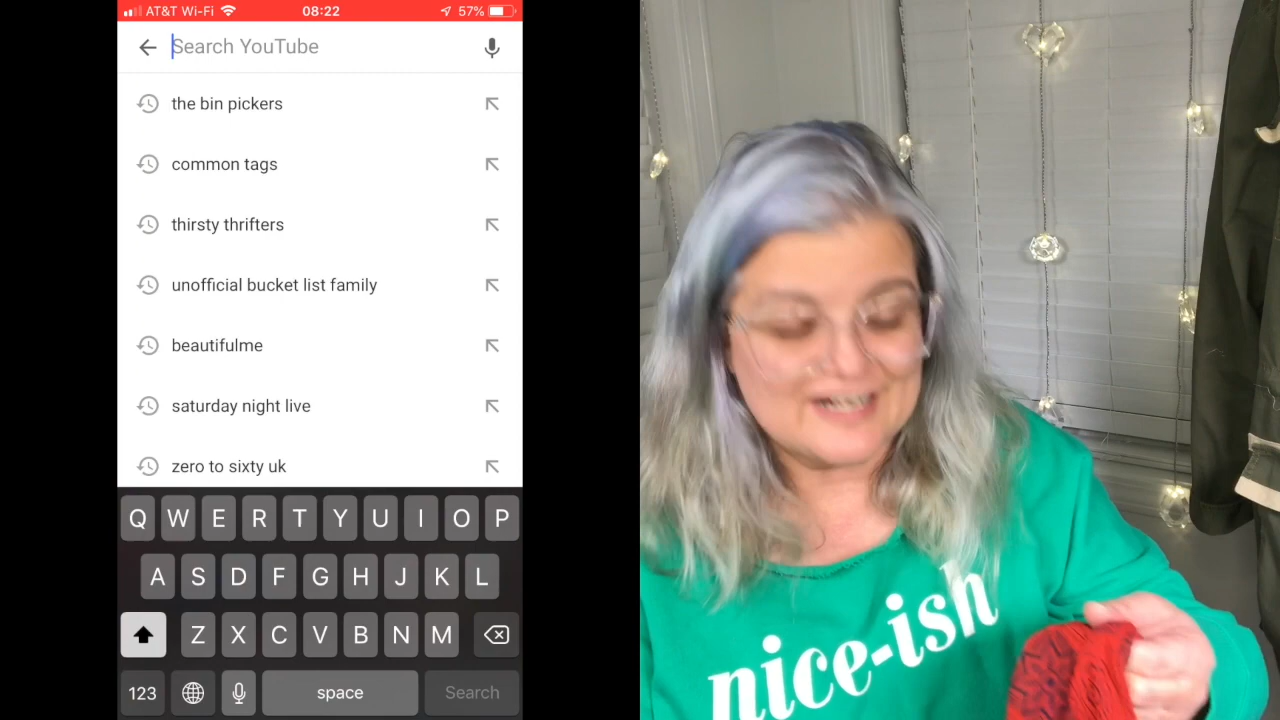 AT&T Wi-Fi 08:22 57%
Search YouTube
the bin pickers
common tags
thirsty thrifters
unofficial bucket list family
beautifulme
saturday night live
zero to sixty uk
Q W E R T Y U I O P
A S D F G H J K L
Z X C V B N M
123 space Search
nice-ish